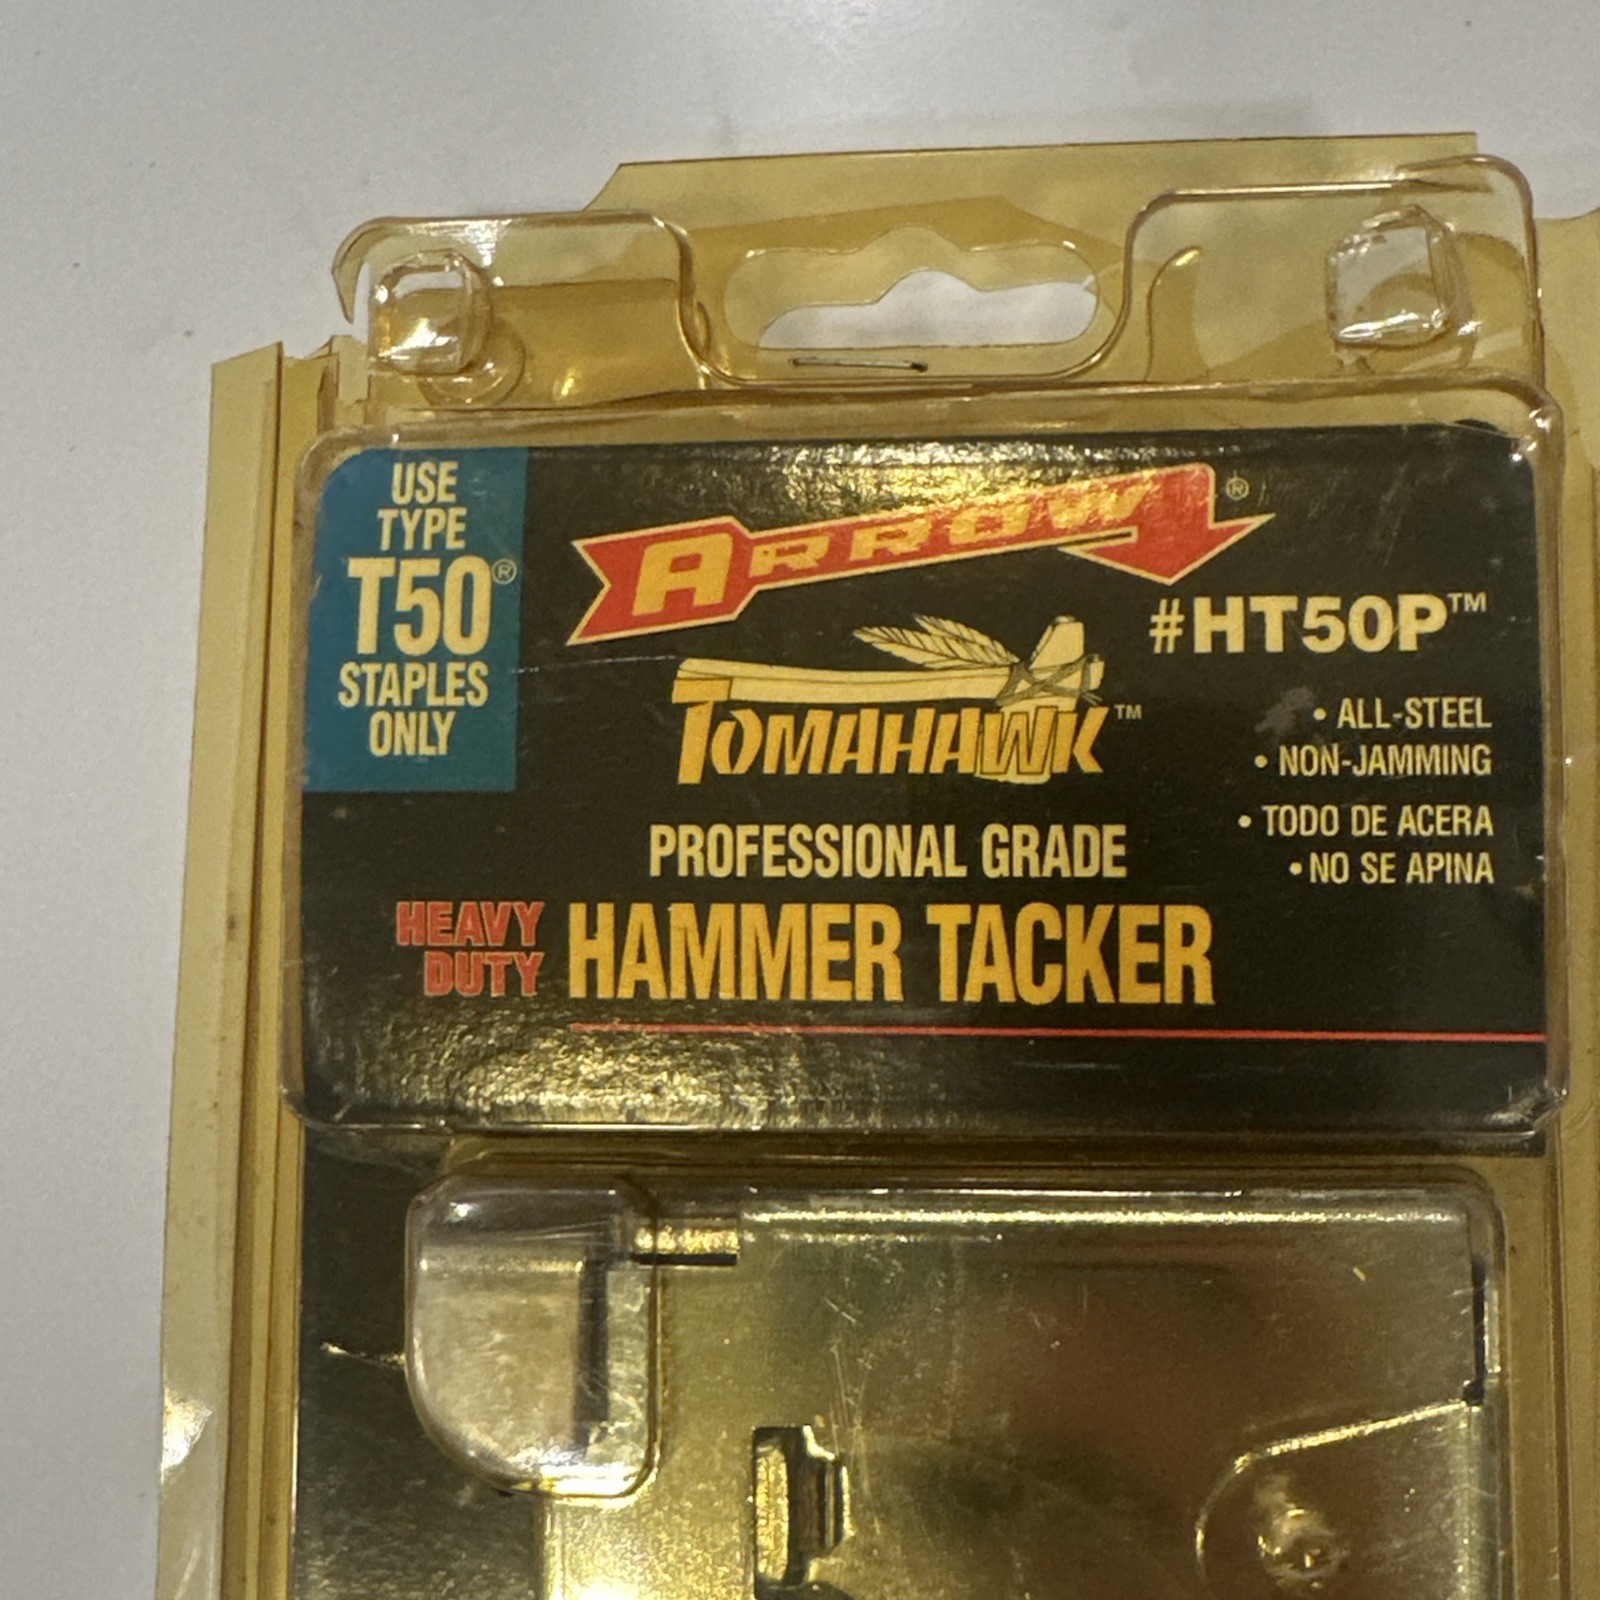 USE
TYPE
T50®
STAPLES
ONLY
ARROW®
#HT50P™
TOMAHAWK™
• ALL-STEEL
• NON-JAMMING
• TODO DE ACERA
• NO SE APINA
PROFESSIONAL GRADE
HEAVY
DUTY
HAMMER TACKER